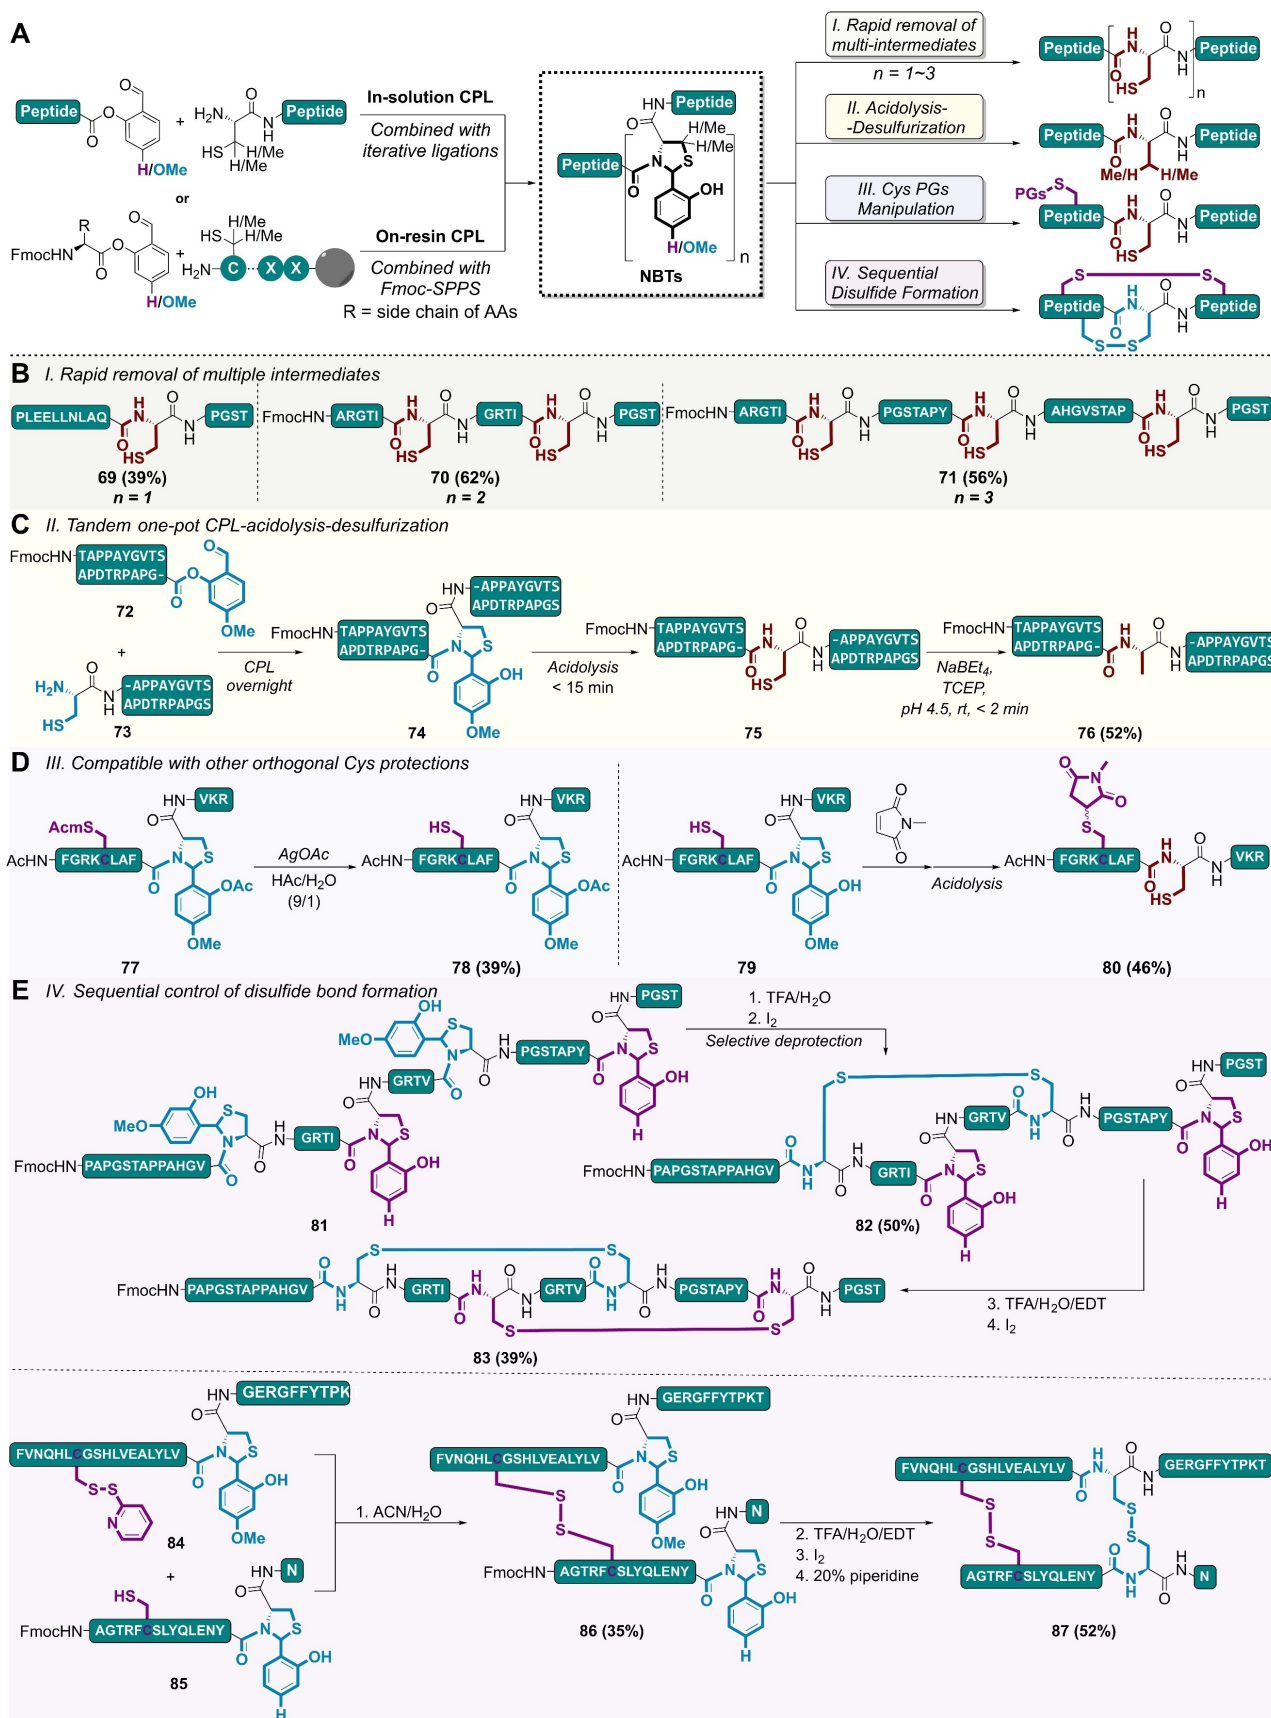 A
Peptide
O
O
O
H/OMe
+
H2N
O
N
H
Peptide
HS
H/Me
H/Me
or
FmocHN
R
O
O
O
H/OMe
+
H/Me
HS
H/Me
H2N
C
X
X
In-solution CPL
Combined with
iterative ligations
On-resin CPL
Combined with
Fmoc-SPPS
R = side chain of AAs
HN
Peptide
O
H/Me
H/Me
Peptide
N
S
O
OH
H/OMe
n
NBTs
I. Rapid removal of
multi-intermediates
n = 1~3
Peptide
H
N
O
O
N
H
HS
Peptide
n
II. Acidolysis-
-Desulfurization
Peptide
H
N
O
O
N
H
Peptide
Me/H
H/Me
III. Cys PGs
Manipulation
PGs
S
Peptide
H
N
O
O
N
H
HS
Peptide
IV. Sequential
Disulfide Formation
S
S
Peptide
H
N
O
O
N
H
Peptide
S
S
B I. Rapid removal of multiple intermediates
PLEELLNLAQ
H
N
O
O
N
H
HS
PGST
69 (39%)
n = 1
FmocHN
ARGTI
H
N
O
O
N
H
HS
GRTI
H
N
O
O
N
H
HS
PGST
70 (62%)
n = 2
FmocHN
ARGTI
H
N
O
O
N
H
HS
PGSTAPY
H
N
O
O
N
H
HS
AHGVSTAP
H
N
O
O
N
H
HS
PGST
71 (56%)
n = 3
C II. Tandem one-pot CPL-acidolysis-desulfurization
FmocHN
TAPPAYGVTS
APDTRPAPG-
O
O
O
OMe
72
+
H2N
O
N
H
HS
-APPAYGVTS
APDTRPAPGS
73
CPL
overnight
HN
-APPAYGVTS
APDTRPAPGS
O
FmocHN
TAPPAYGVTS
APDTRPAPG-
N
S
O
OH
OMe
74
Acidolysis
< 15 min
FmocHN
TAPPAYGVTS
APDTRPAPG-
H
N
O
O
N
H
HS
-APPAYGVTS
APDTRPAPGS
75
NaBEt4,
TCEP,
pH 4.5, rt, < 2 min
FmocHN
TAPPAYGVTS
APDTRPAPG-
H
N
O
O
N
H
-APPAYGVTS
APDTRPAPGS
76 (52%)
D III. Compatible with other orthogonal Cys protections
HN
VKR
O
AcmS
AcHN
FGRKCLAF
N
S
O
OAc
OMe
77
AgOAc
HAc/H2O
(9/1)
HN
VKR
O
HS
AcHN
FGRKCLAF
N
S
O
OAc
OMe
78 (39%)
HN
VKR
O
HS
AcHN
FGRKCLAF
N
S
O
OH
OMe
79
O
N
O
Acidolysis
O
N
O
S
AcHN
FGRKCLAF
H
N
O
O
N
H
HS
VKR
80 (46%)
E IV. Sequential control of disulfide bond formation
HN
PGST
O
OH
MeO
S
N
O
H
N
O
PGSTAPY
N
S
O
OH
H
HN
GRTV
O
OH
MeO
S
N
O
H
N
O
GRTI
N
S
O
OH
H
FmocHN
PAPGSTAPPAHGV
81
1. TFA/H2O
2. I2
Selective deprotection
S
S
HN
PGST
O
HN
GRTV
O
N
H
H
N
O
PGSTAPY
N
S
O
OH
H
O
FmocHN
PAPGSTAPPAHGV
O
N
H
H
N
O
GRTI
N
S
O
OH
H
82 (50%)
3. TFA/H2O/EDT
4. I2
S
S
FmocHN
PAPGSTAPPAHGV
O
N
H
H
N
O
GRTI
H
N
O
O
N
H
GRTV
O
N
H
H
N
O
PGSTAPY
H
N
O
O
N
H
PGST
S
S
83 (39%)
HN
GERGFFYTPKT
O
FVNQHLCGSHLVEALYLV
N
S
O
OH
OMe
S
S
N
84
+
HN
N
O
HS
FmocHN
AGTRFCSLYQLENY
N
S
O
OH
H
85
1. ACN/H2O
HN
GERGFFYTPKT
O
FVNQHLCGSHLVEALYLV
N
S
O
OH
OMe
S
S
HN
N
O
FmocHN
AGTRFCSLYQLENY
N
S
O
OH
H
86 (35%)
2. TFA/H2O/EDT
3. I2
4. 20% piperidine
FVNQHLCGSHLVEALYLV
O
H
N
O
N
H
GERGFFYTPKT
S
S
S
S
AGTRFCSLYQLENY
O
N
H
O
H
N
N
87 (52%)